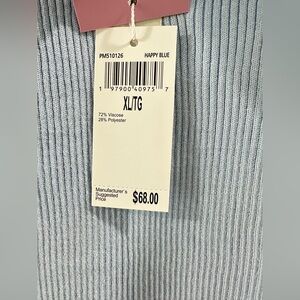 PM510126 HAPPY BLUE
1 97900 40975 7
XL/TG
72% Viscose
28% Polyester
Manufacturer's
Suggested
Price
$68.00